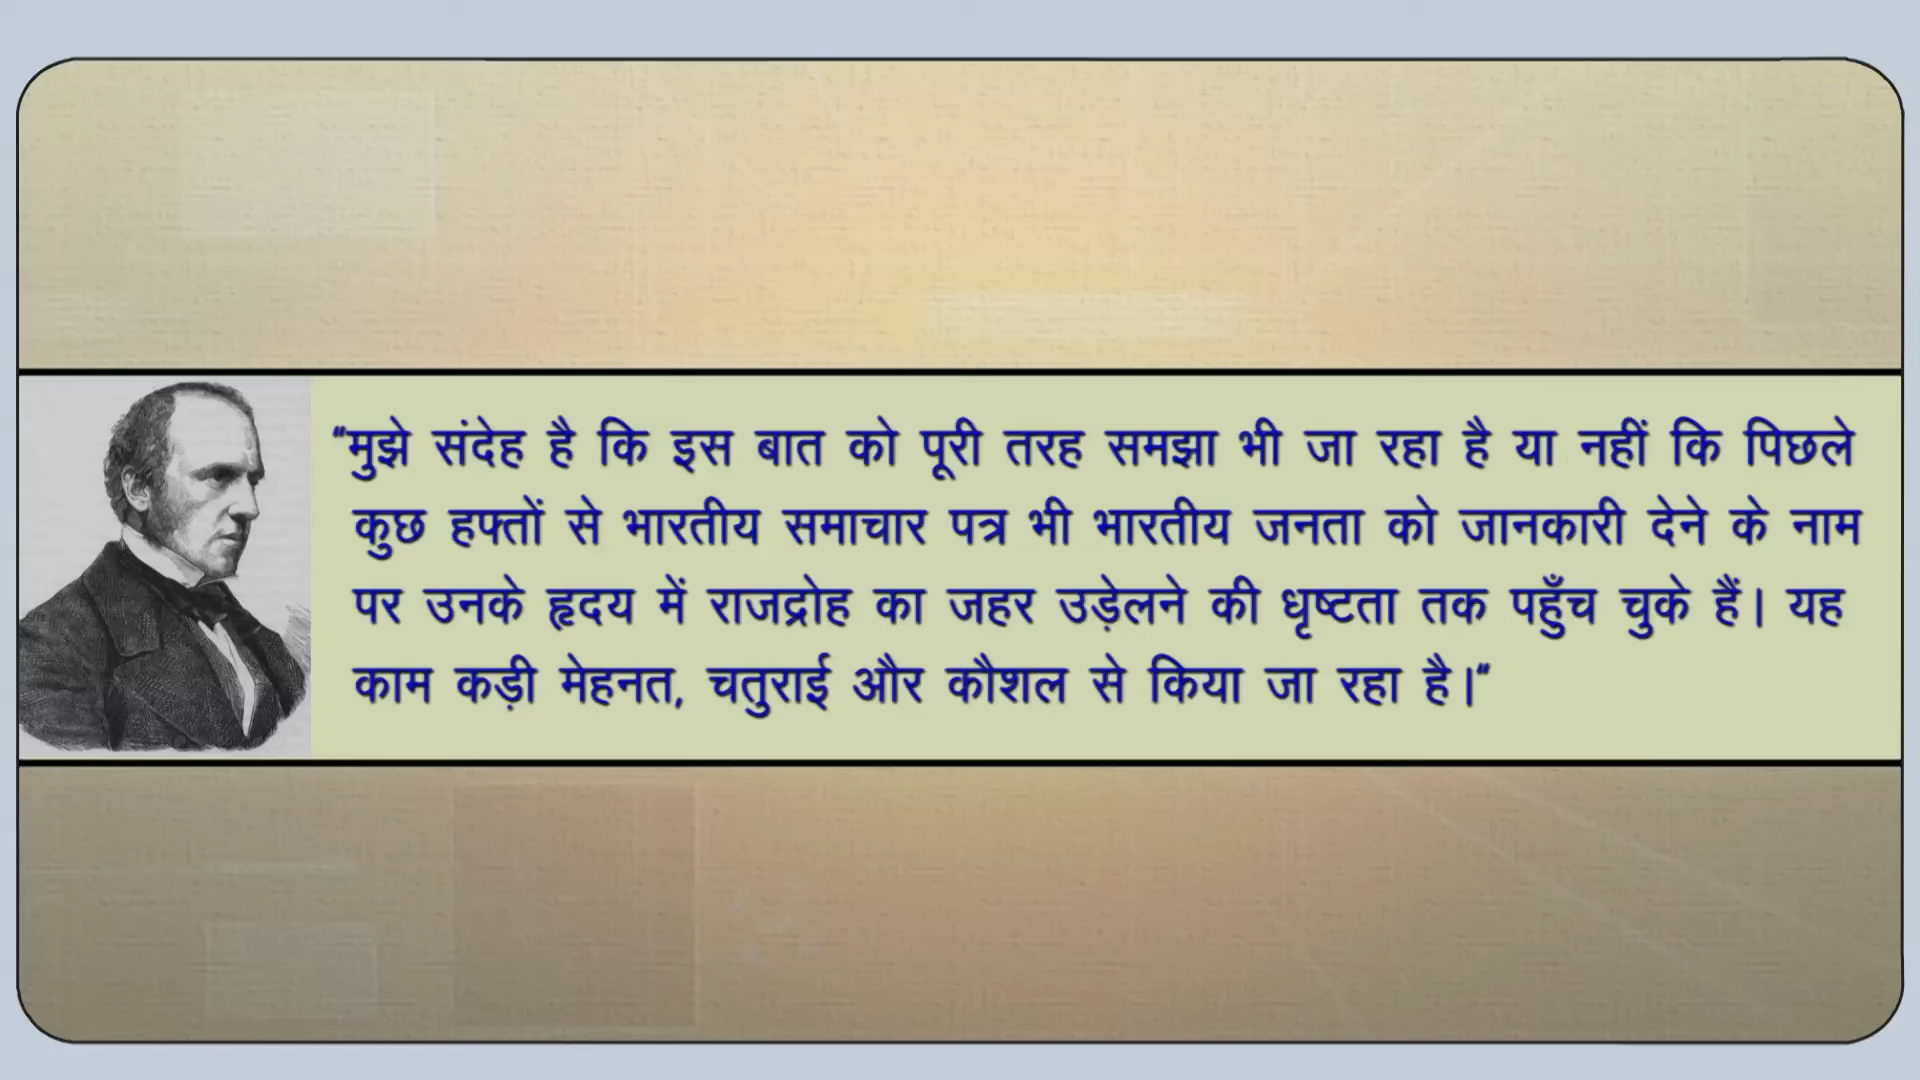 “मुझे संदेह है कि इस बात को पूरी तरह समझा भी जा रहा है या नहीं कि पिछले
कुछ हफ्तों से भारतीय समाचार पत्र भी भारतीय जनता को जानकारी देने के नाम
पर उनके हृदय में राजद्रोह का जहर उड़ेलने की धृष्टता तक पहुँच चुके हैं। यह
काम कड़ी मेहनत, चतुराई और कौशल से किया जा रहा है।“